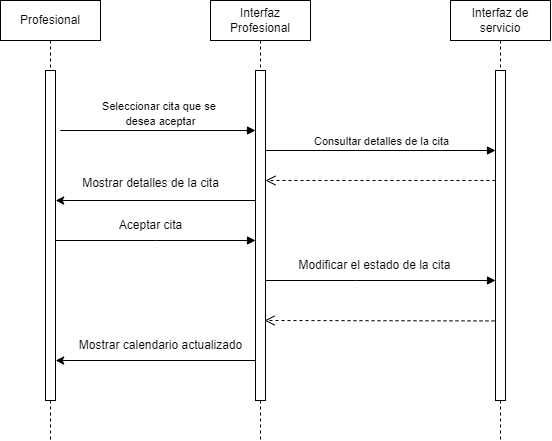 Profesional
Interfaz
Profesional
Interfaz de
servicio
Seleccionar cita que se
desea aceptar
Consultar detalles de la cita
Mostrar detalles de la cita
Aceptar cita
Modificar el estado de la cita
Mostrar calendario actualizado